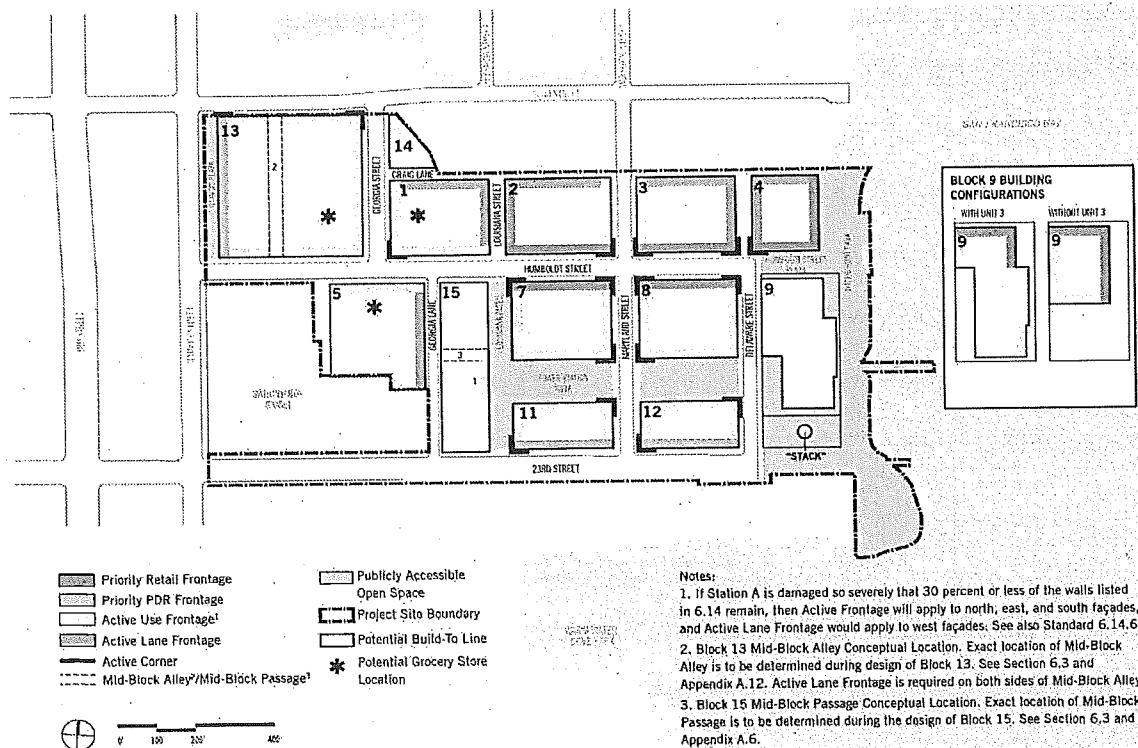 SAN FRANCISCO BAY
13
14
2
GEORGIA STREET
CRAIG LANE
1
2
3
4
LOUISIANA STREET
HUMBOLDT STREET
5
15
7
8
9
GEORGIA LANE
MARYLAND STREET
DELAWARE STREET
3
1
11
12
"STACK"
23RD STREET
BLOCK 9 BUILDING
CONFIGURATIONS
WITH UNIT 3 WITHOUT UNIT 3
9 9
Priority Retail Frontage
Priority PDR Frontage
Active Use Frontage¹
Active Lane Frontage
Active Corner
Mid-Block Alley²/Mid-Block Passage³
Publicly Accessible
Open Space
Project Site Boundary
Potential Build-To Line
Potential Grocery Store
Location
0' 100' 200' 400'
Notes:
1. If Station A is damaged so severely that 30 percent or less of the walls listed
in 6.14 remain, then Active Frontage will apply to north, east, and south façades,
and Active Lane Frontage would apply to west façades. See also Standard 6.14.6
2. Block 13 Mid-Block Alley Conceptual Location. Exact location of Mid-Block
Alley is to be determined during design of Block 13. See Section 6.3 and
Appendix A.12. Active Lane Frontage is required on both sides of Mid-Block Alley
3. Block 15 Mid-Block Passage Conceptual Location. Exact location of Mid-Block
Passage is to be determined during the design of Block 15. See Section 6.3 and
Appendix A.6.